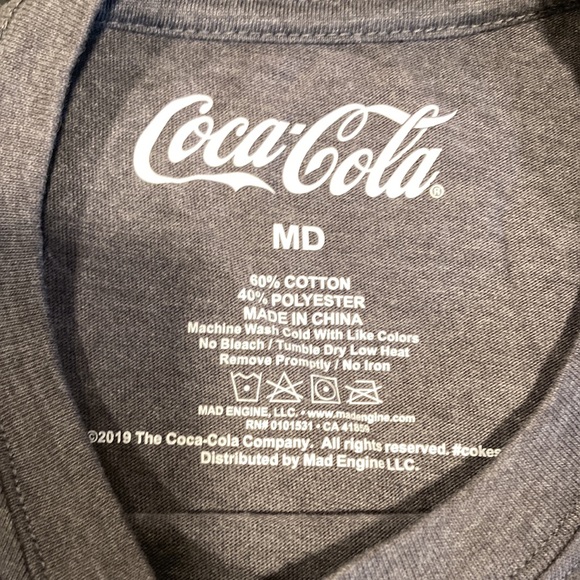 Coca-Cola®
MD
60% COTTON
40% POLYESTER
MADE IN CHINA
Machine Wash Cold With Like Colors
No Bleach / Tumble Dry Low Heat
Remove Promptly / No Iron
MAD ENGINE, LLC. • www.madengine.com
RN# 0101531 • CA
©2019 The Coca-Cola Company. All rights reserved. #cokes
Distributed by Mad Engine LLC.